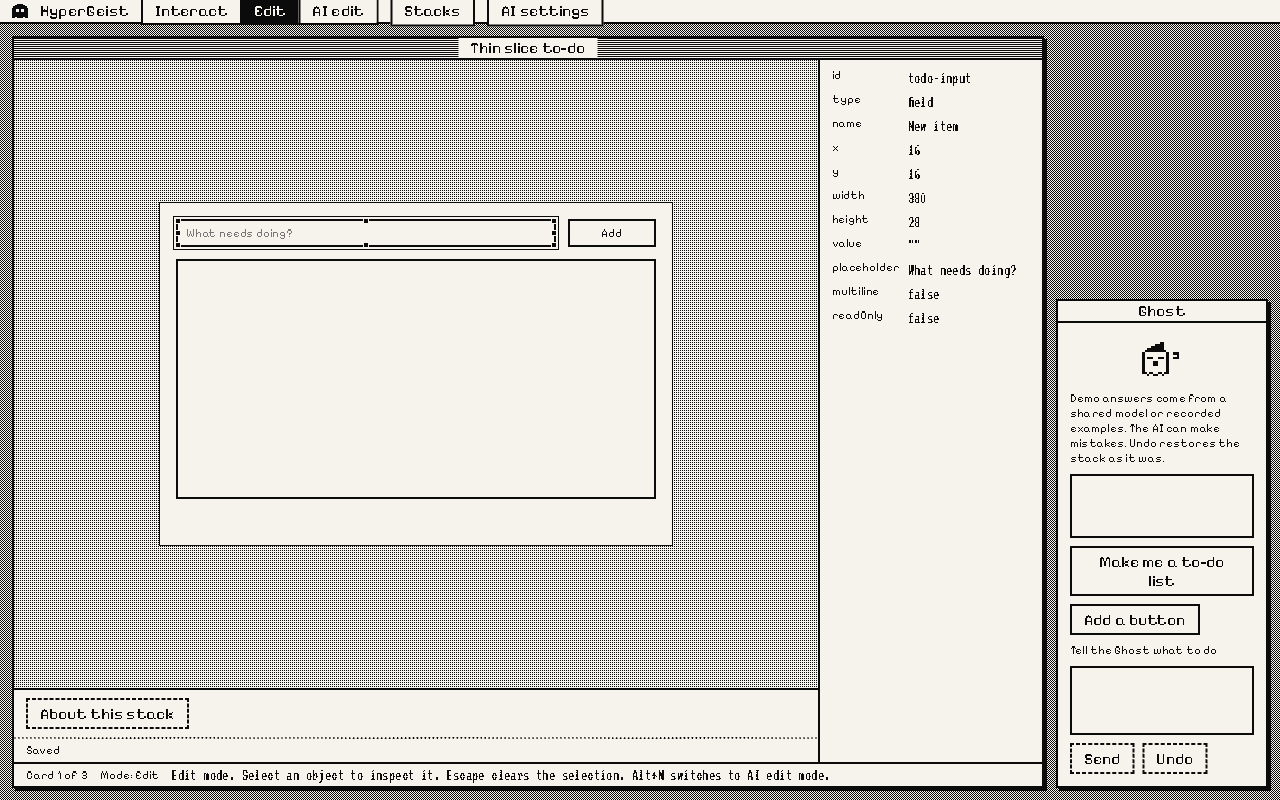 HyperGeist Interact Edit AI edit Stacks AI settings
Thin slice to-do
id todo-input
type field
name New item
x 16
y 16
width 380
height 28
value ""
placeholder What needs doing?
multiline false
readOnly false
What needs doing?
Add
About this stack
Saved
Card 1 of 3 Mode: Edit Edit mode. Select an object to inspect it. Escape clears the selection. Alt+M switches to AI edit mode.
Ghost
Demo answers come from a
shared model or recorded
examples. The AI can make
mistakes. Undo restores the
stack as it was.
Make me a to-do
list
Add a button
Tell the Ghost what to do
Send Undo